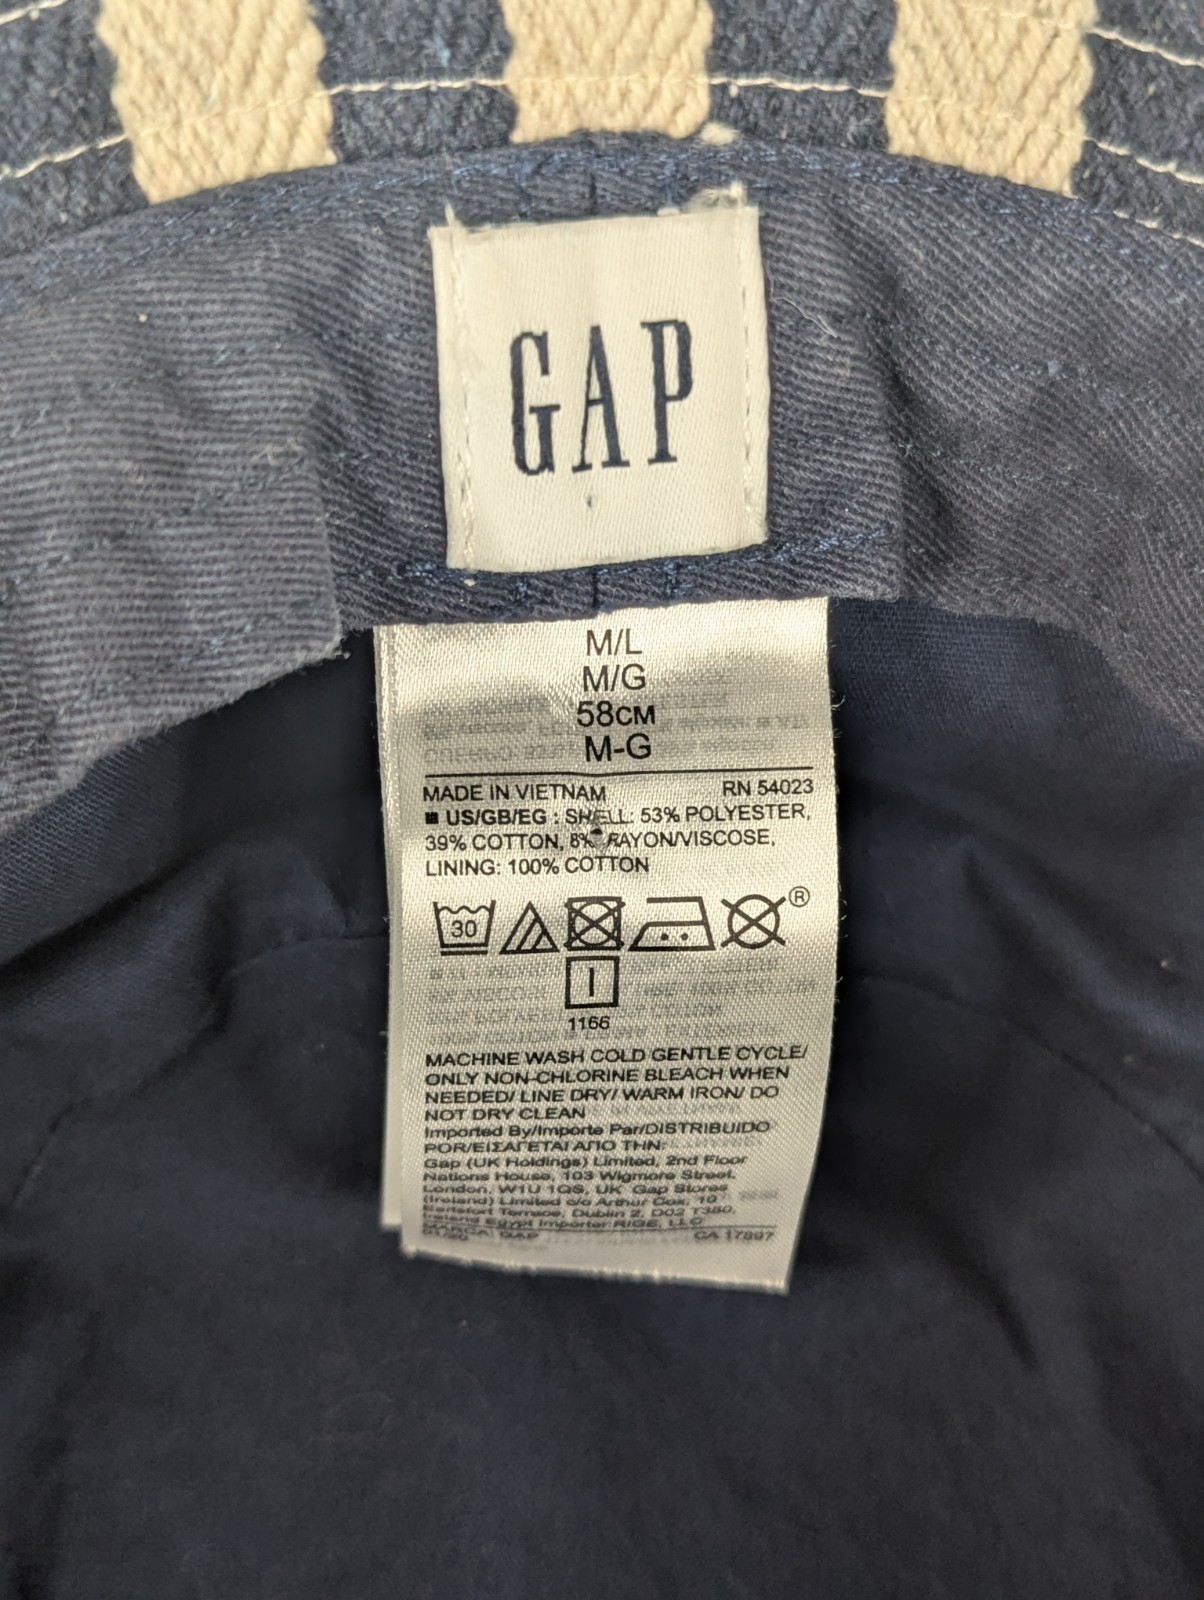 GAP
M/L
M/G
58CM
M-G
MADE IN VIETNAM RN 54023
US/GB/EG : SHELL: 53% POLYESTER,
39% COTTON, 8% RAYON/VISCOSE,
LINING: 100% COTTON
30 ®
1166
MACHINE WASH COLD GENTLE CYCLE/
ONLY NON-CHLORINE BLEACH WHEN
NEEDED/ LINE DRY/ WARM IRON/ DO
NOT DRY CLEAN
Imported By/Importe Par/DISTRIBUIDO
POR/ΕΙΣΑΓΕΤΑΙ ΑΠΟ ΤΗΝ:
Gap (UK Holdings) Limited, 2nd Floor
Nations House, 103 Wigmore Street,
London, W1U 1QS, UK Gap Stores
(Ireland) Limited c/o Arthur Cox, 10
Earlsfort Terrace, Dublin 2, D02 T380,
Ireland Egypt Importer: RIGE, LLC
MARCA: GAP CA 17897